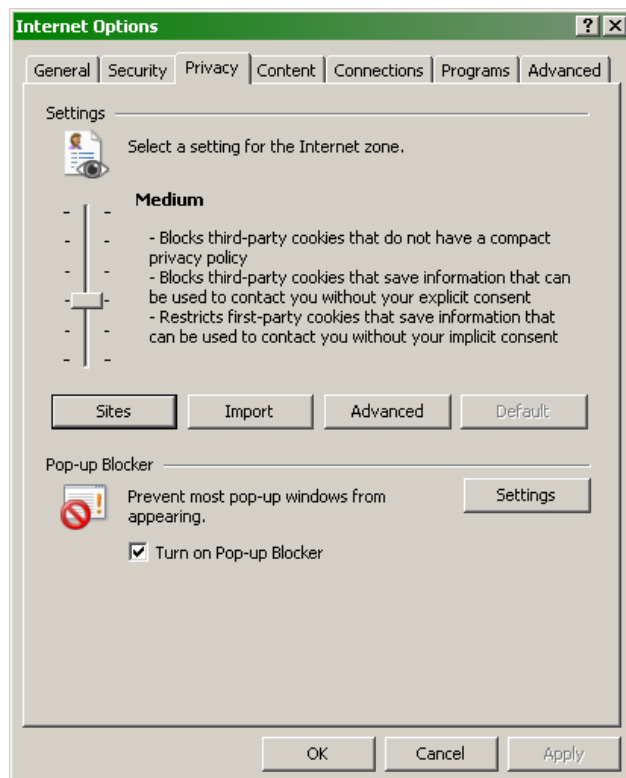 Internet Options
General Security Privacy Content Connections Programs Advanced
Settings
Select a setting for the Internet zone.
Medium
- Blocks third-party cookies that do not have a compact
privacy policy
- Blocks third-party cookies that save information that can
be used to contact you without your explicit consent
- Restricts first-party cookies that save information that
can be used to contact you without your implicit consent
Sites Import Advanced Default
Pop-up Blocker
Prevent most pop-up windows from
appearing.
Settings
Turn on Pop-up Blocker
OK Cancel Apply